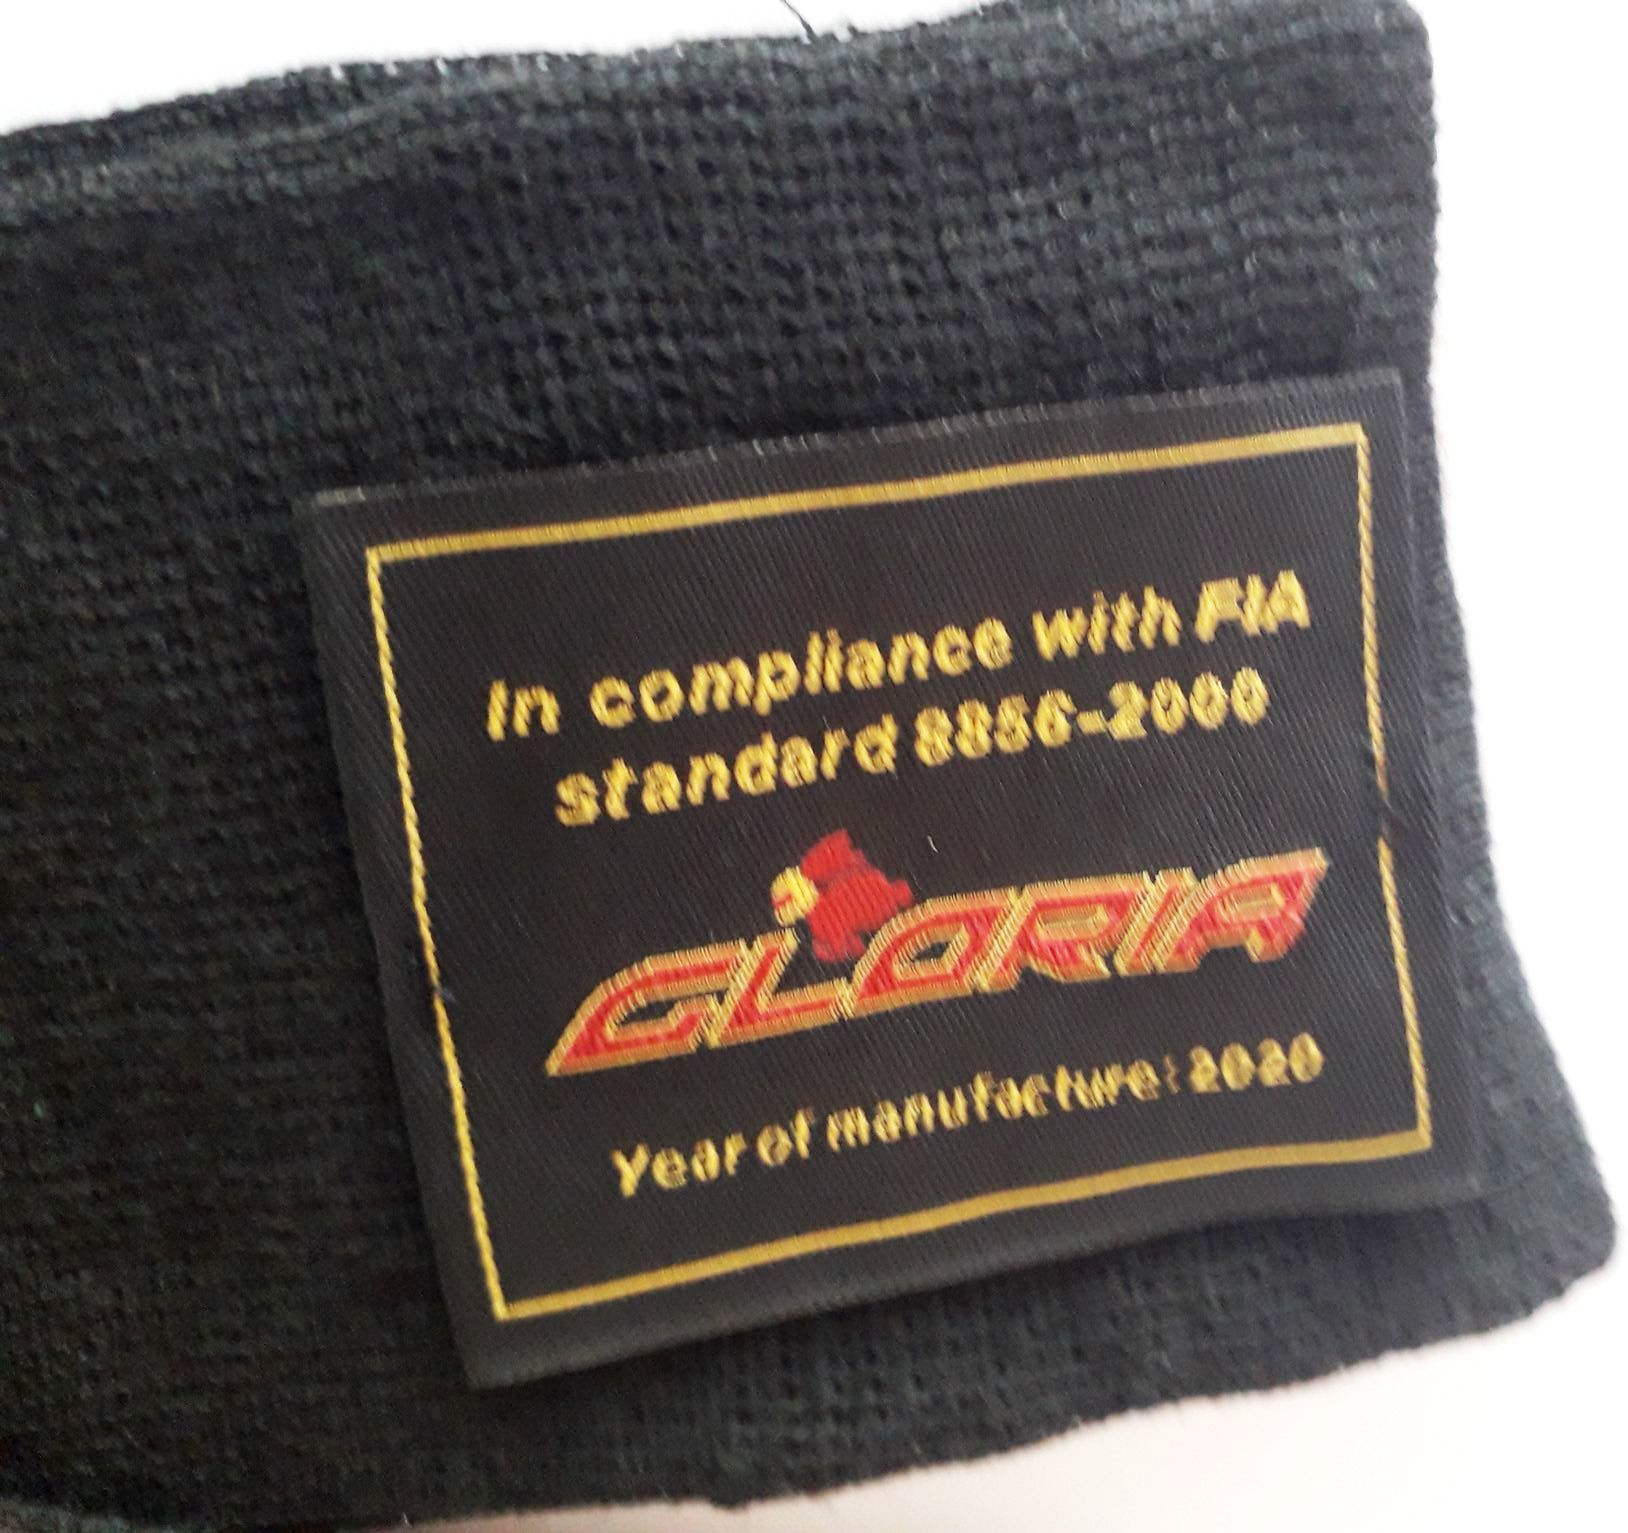 In compliance with FIA
standard 8856-2000
GLORIA
Year of manufacture: 2020